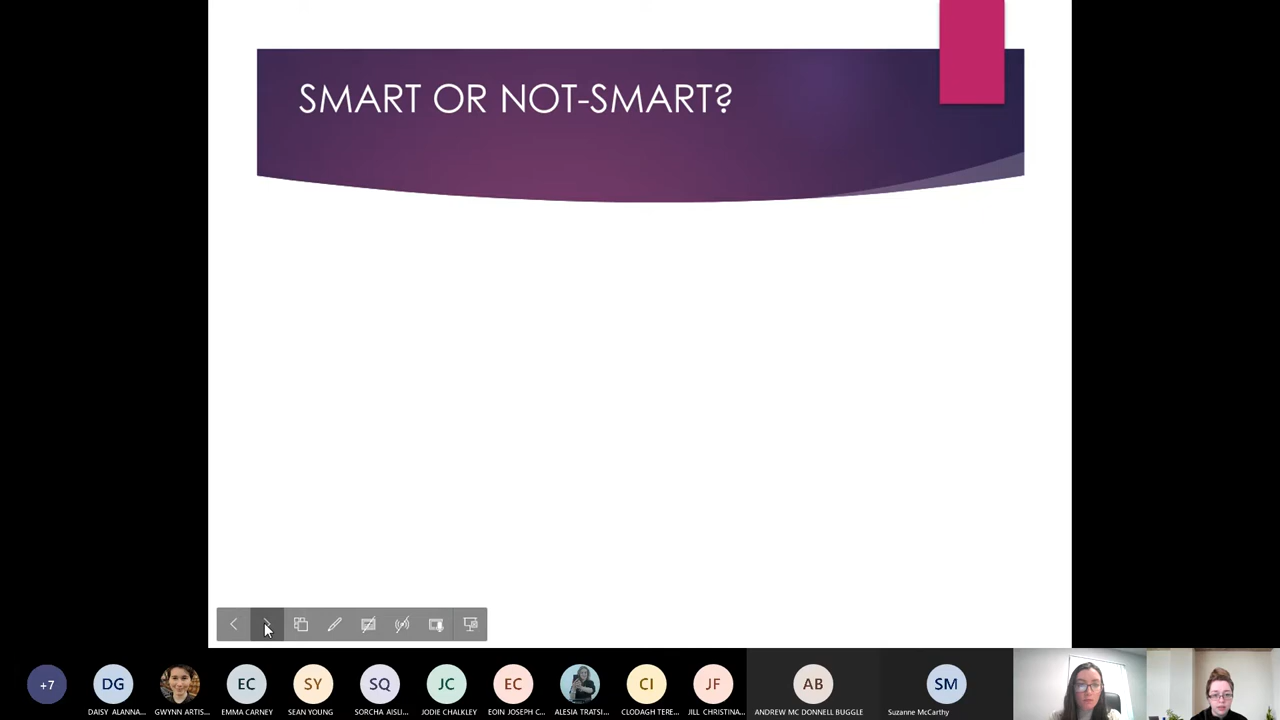 SMART OR NOT-SMART?
+7
DG
EC
SY
SQ
JC
EC
CI
JF
AB
SM
DAISY ALANNA...
GWYNN ARTIS...
EMMA CARNEY
SEAN YOUNG
SORCHA AISLI...
JODIE CHALKLEY
EOIN JOSEPH C...
ALESIA TRATSI...
CLODAGH TERE...
JILL CHRISTINA...
ANDREW MC DONNELL BUGGLE
Suzanne McCarthy